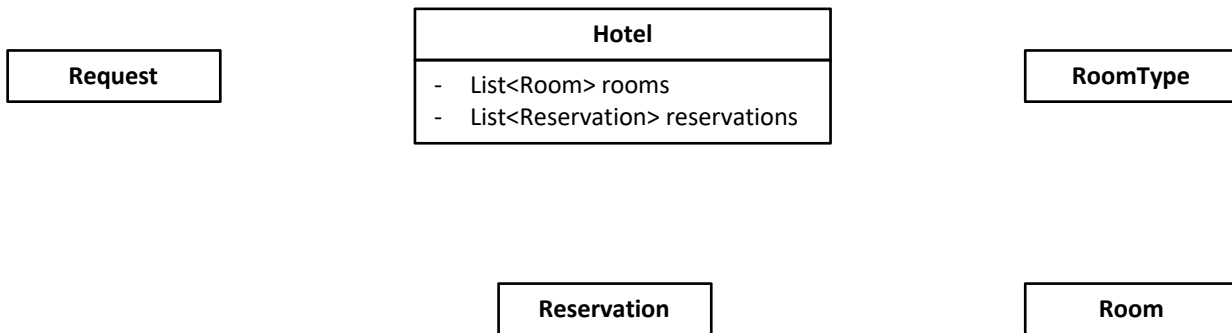 Hotel
Request
- List<Room> rooms
- List<Reservation> reservations
RoomType
Reservation
Room